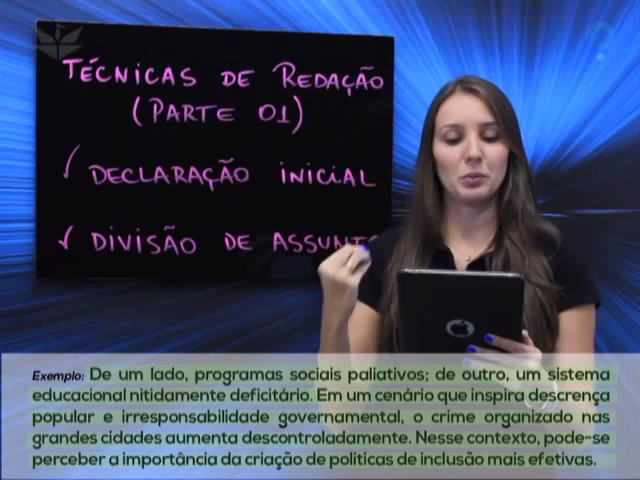 TÉCNICAS DE REDAÇÃO
(PARTE 01)
✓ DECLARAÇÃO INICIAL
✓ DIVISÃO DE ASSUNTO
Exemplo: De um lado, programas sociais paliativos; de outro, um sistema
educacional nitidamente deficitário. Em um cenário que inspira descrença
popular e irresponsabilidade governamental, o crime organizado nas
grandes cidades aumenta descontroladamente. Nesse contexto, pode-se
perceber a importância da criação de políticas de inclusão mais efetivas.